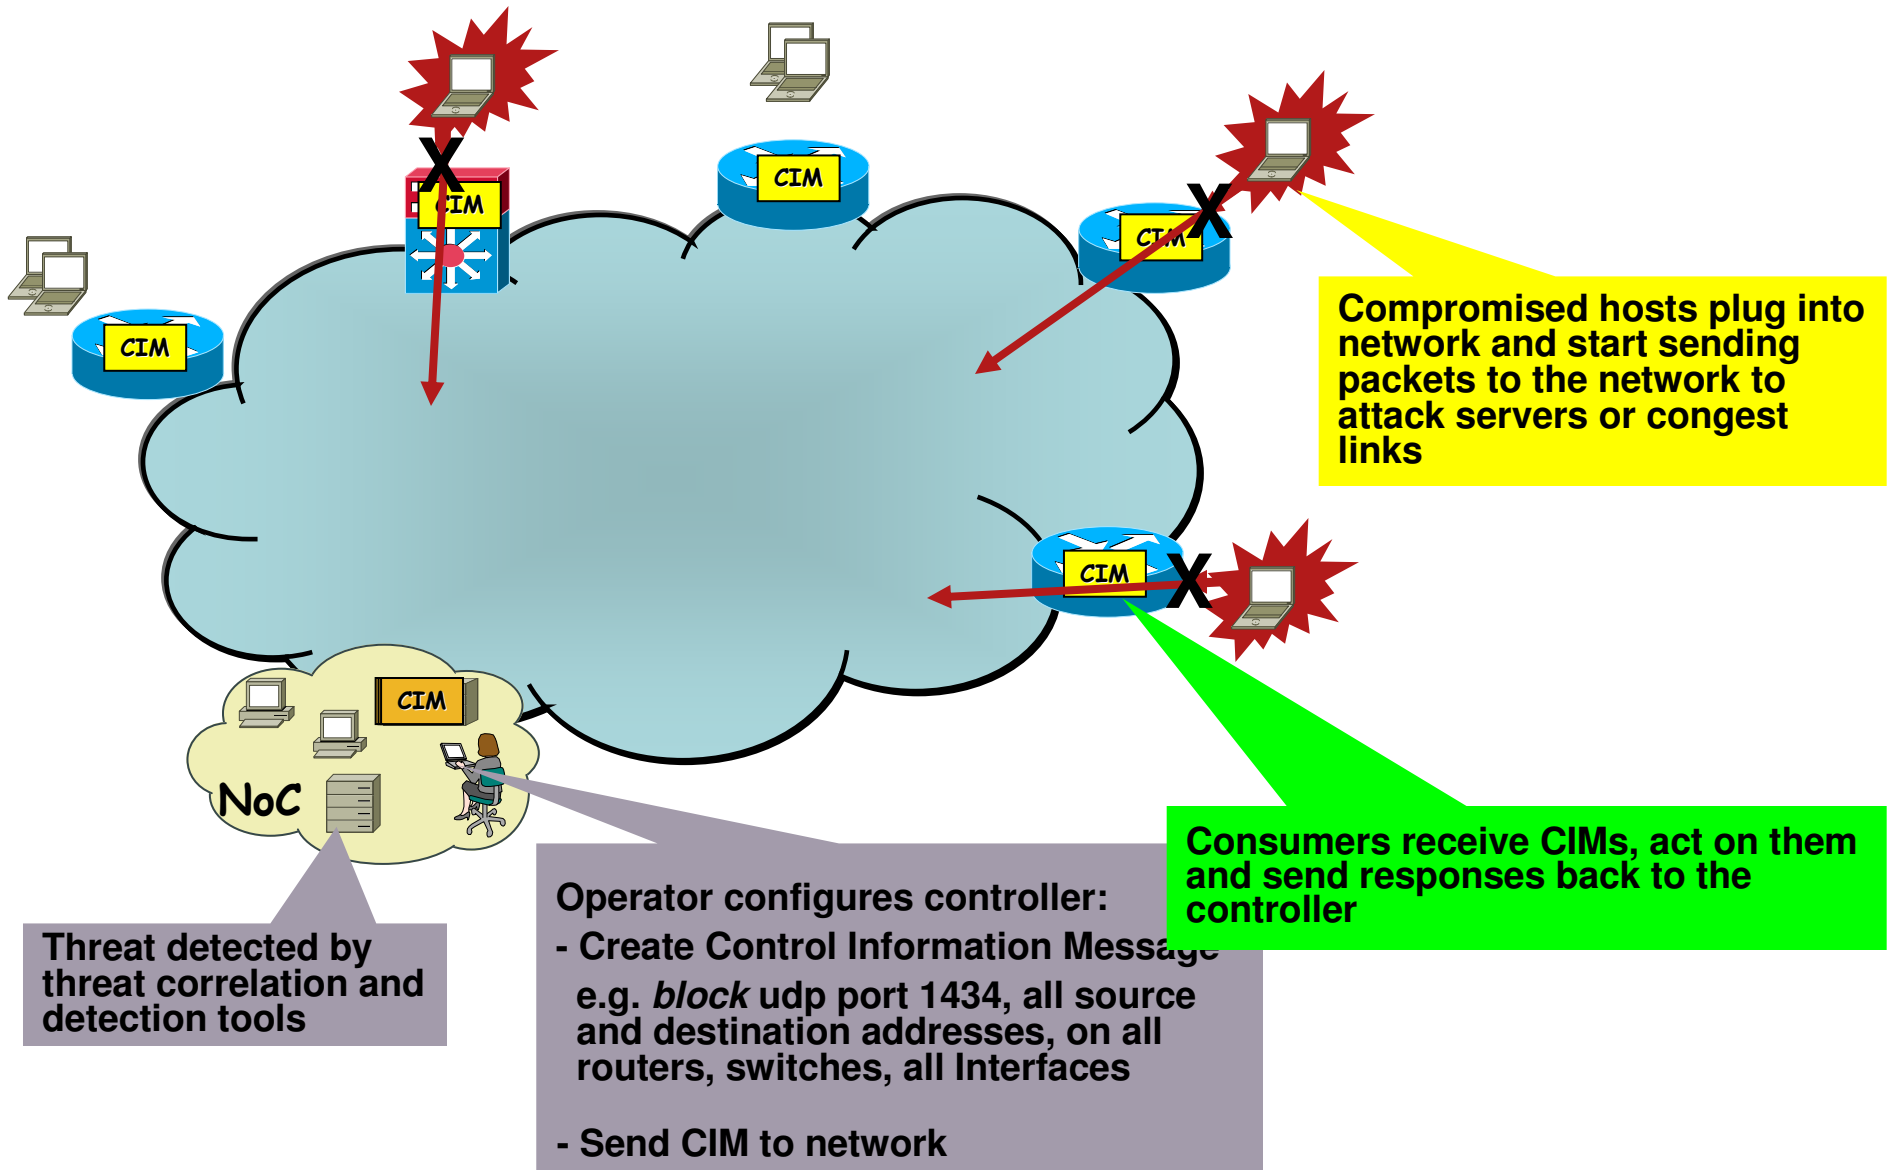 CIM
CIM
CIM
CIM
CIM
CIM
CIM
NoC
Compromised hosts plug into
network and start sending
packets to the network to
attack servers or congest
links
Consumers receive CIMs, act on them
and send responses back to the
controller
Operator configures controller:
- Create Control Information Message
e.g. block udp port 1434, all source
and destination addresses, on all
routers, switches, all Interfaces
- Send CIM to network
Threat detected by
threat correlation and
detection tools
X
X
X